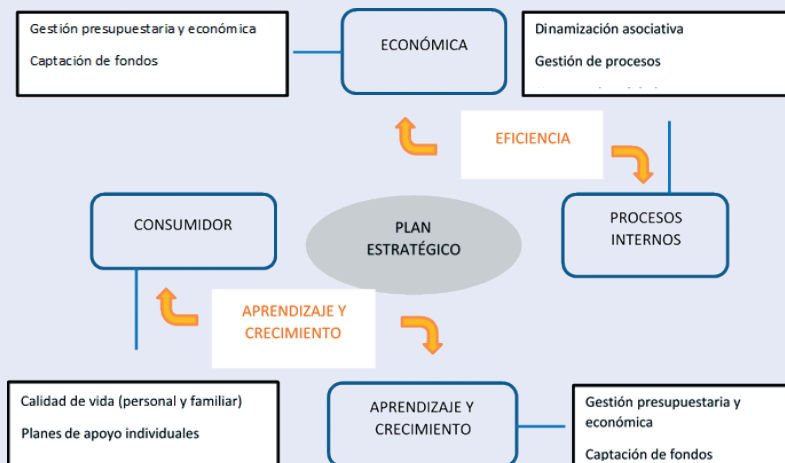 Gestión presupuestaria y económica
Captación de fondos
ECONÓMICA
Dinamización asociativa
Gestión de procesos
EFICIENCIA
CONSUMIDOR
PLAN
ESTRATÉGICO
PROCESOS
INTERNOS
APRENDIZAJE Y
CRECIMIENTO
Calidad de vida (personal y familiar)
Planes de apoyo individuales
APRENDIZAJE Y
CRECIMIENTO
Gestión presupuestaria y
económica
Captación de fondos